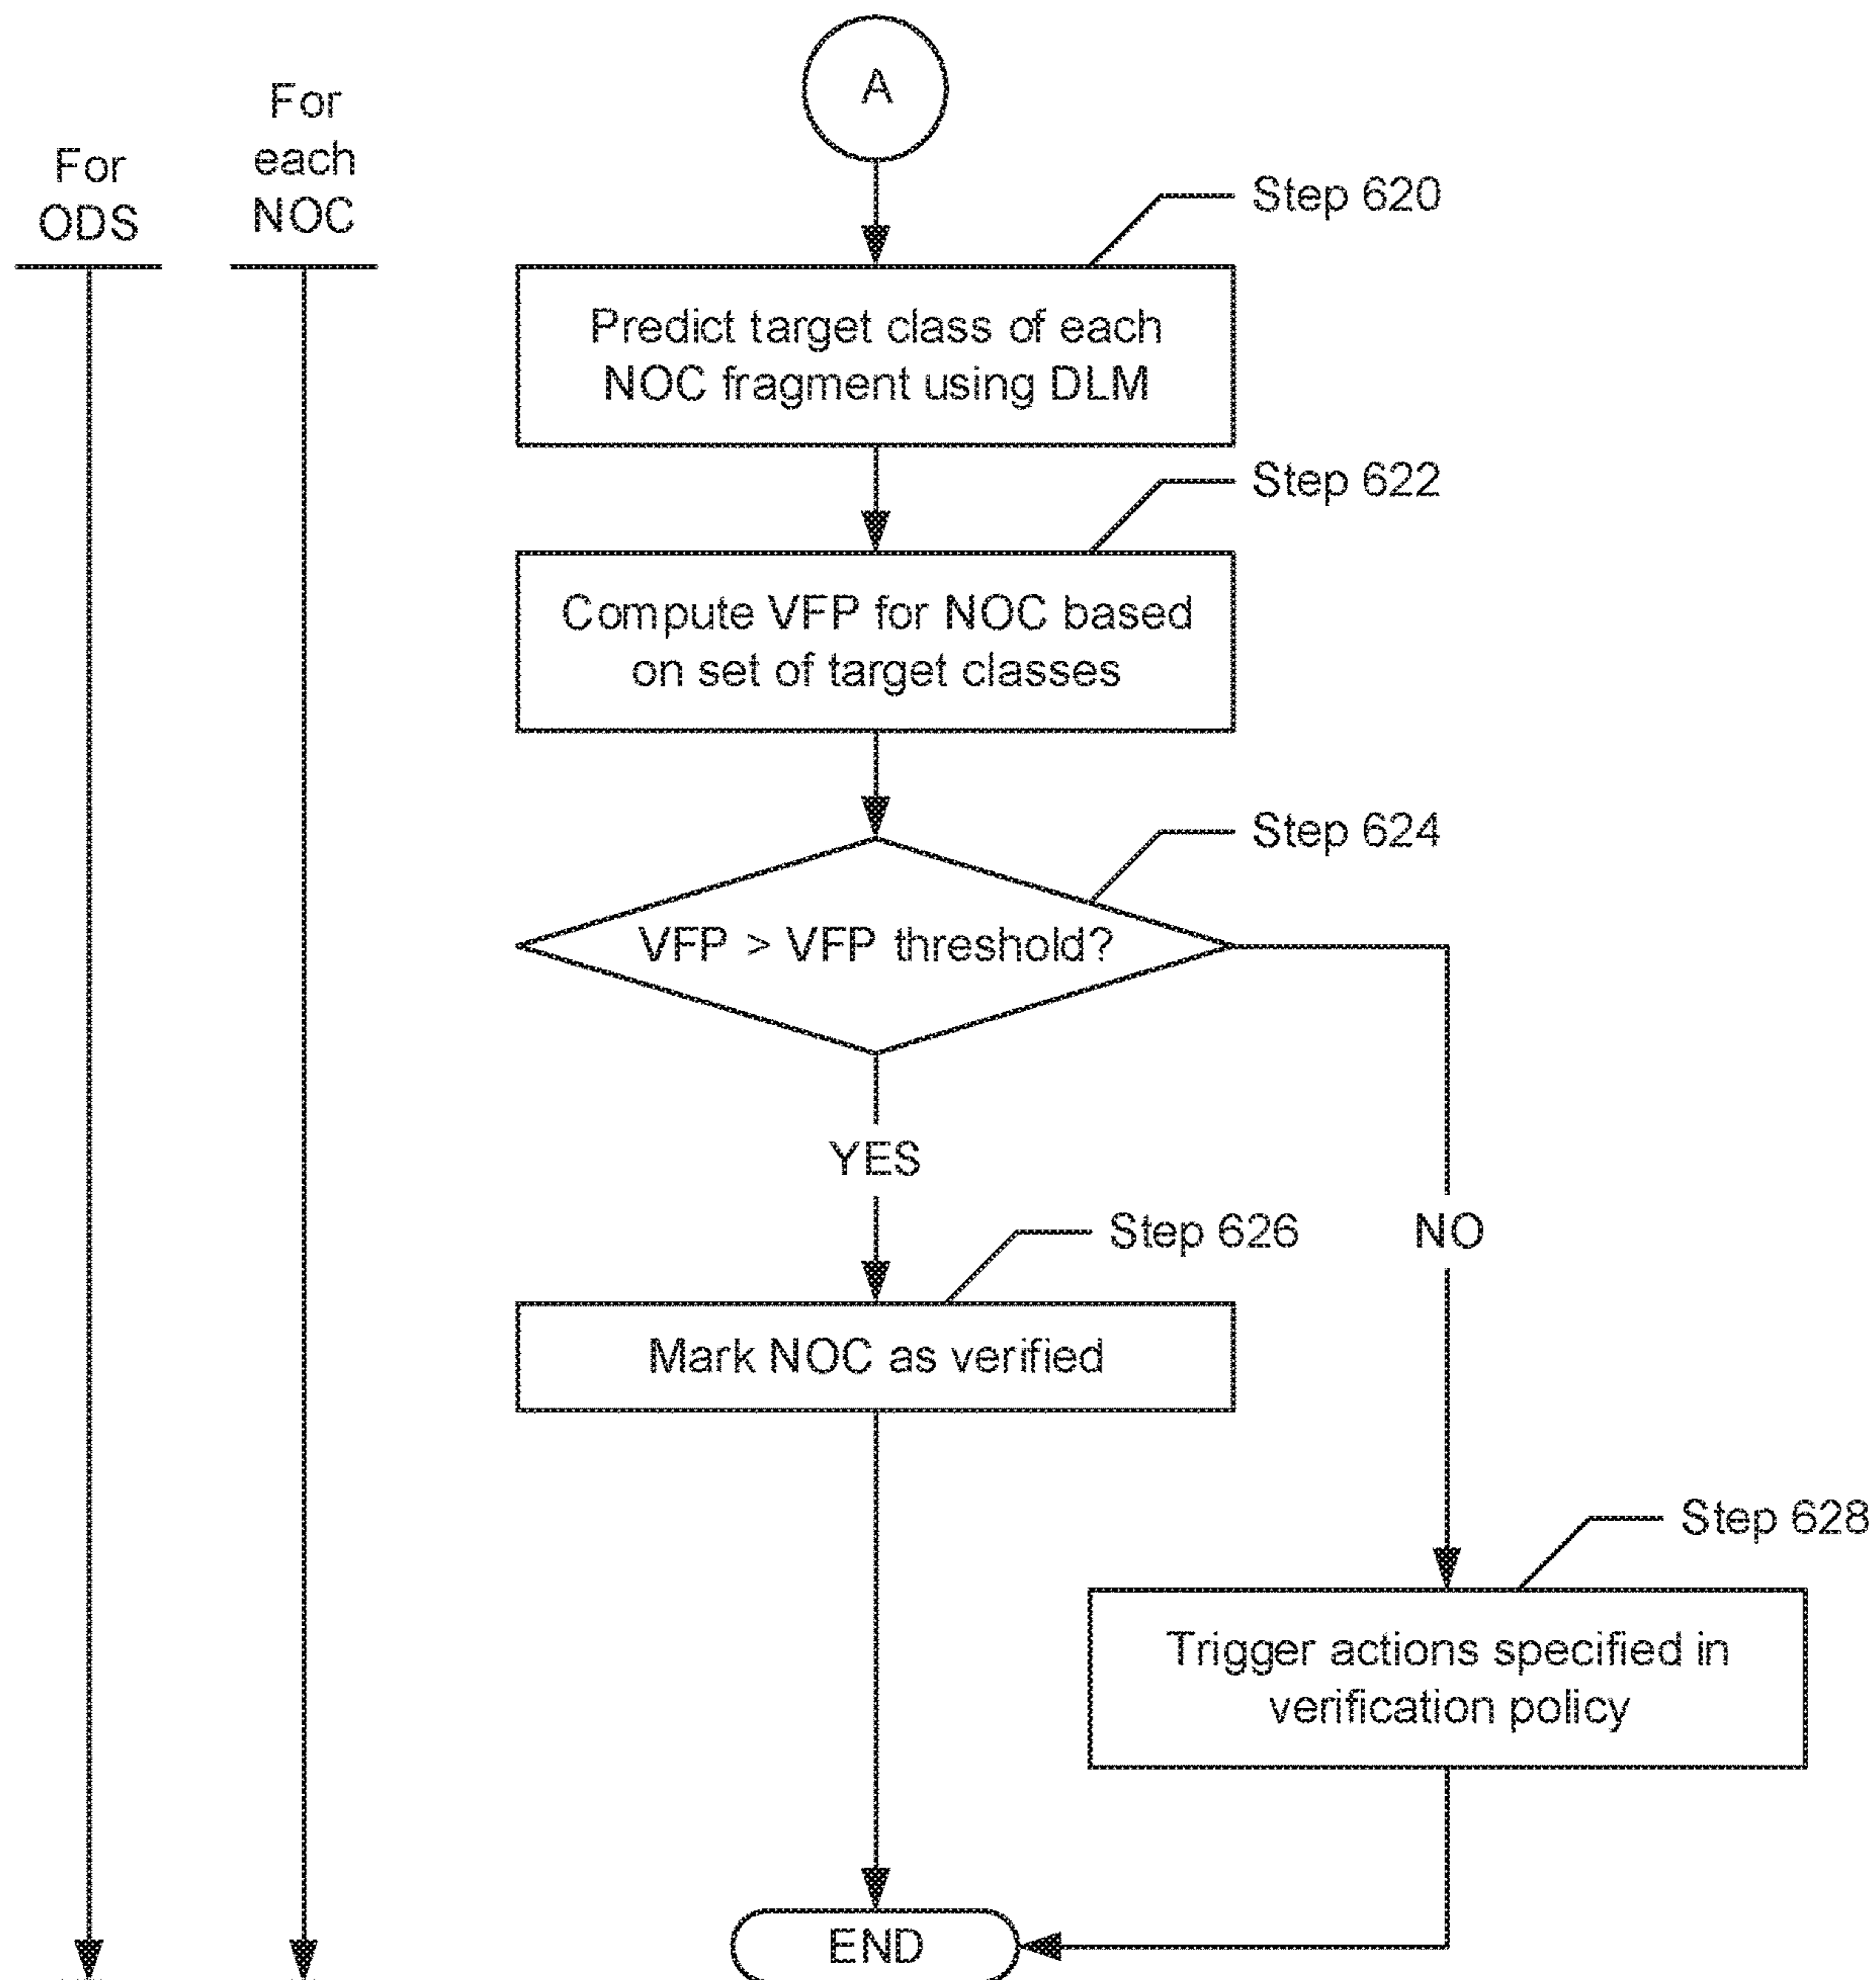 For
ODS
For
each
NOC
A
Step 620
Predict target class of each
NOC fragment using DLM
Step 622
Compute VFP for NOC based
on set of target classes
Step 624
VFP > VFP threshold?
YES
NO
Step 626
Mark NOC as verified
Step 628
Trigger actions specified in
verification policy
END